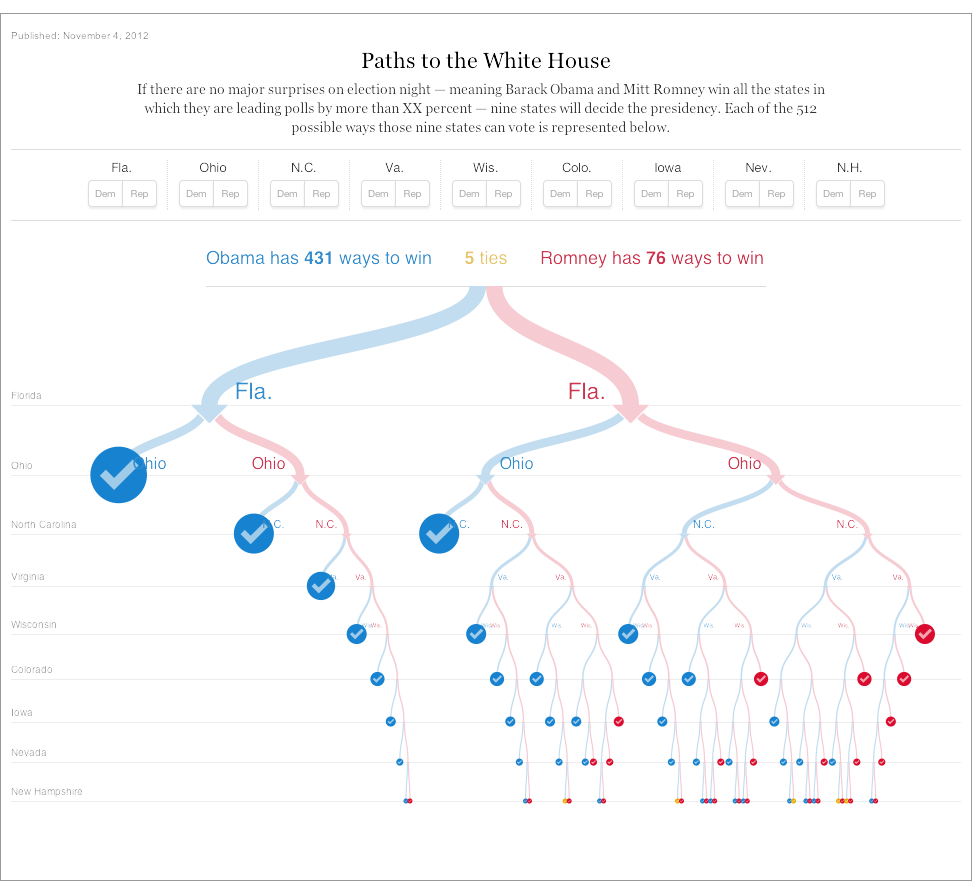 Published: November 4, 2012
Paths to the White House
If there are no major surprises on election night — meaning Barack Obama and Mitt Romney win all the states in
which they are leading polls by more than XX percent — nine states will decide the presidency. Each of the 512
possible ways those nine states can vote is represented below.
Fla. Ohio N.C. Va. Wis. Colo. Iowa Nev. N.H.
Dem Rep Dem Rep Dem Rep Dem Rep Dem Rep Dem Rep Dem Rep Dem Rep Dem Rep
Obama has 431 ways to win 5 ties Romney has 76 ways to win
Fla. Fla.
Florida
Ohio Ohio Ohio Ohio
Ohio
N.C. N.C. N.C. N.C. N.C. N.C.
North Carolina
Va. Va. Va. Va. Va. Va. Va. Va.
Virginia
Wis. Wis. Wis. Wis. Wis. Wis. Wis. Wis. Wis. Wis. Wis. Wis. Wis. Wis.
Wisconsin
Colorado
Iowa
Nevada
New Hampshire